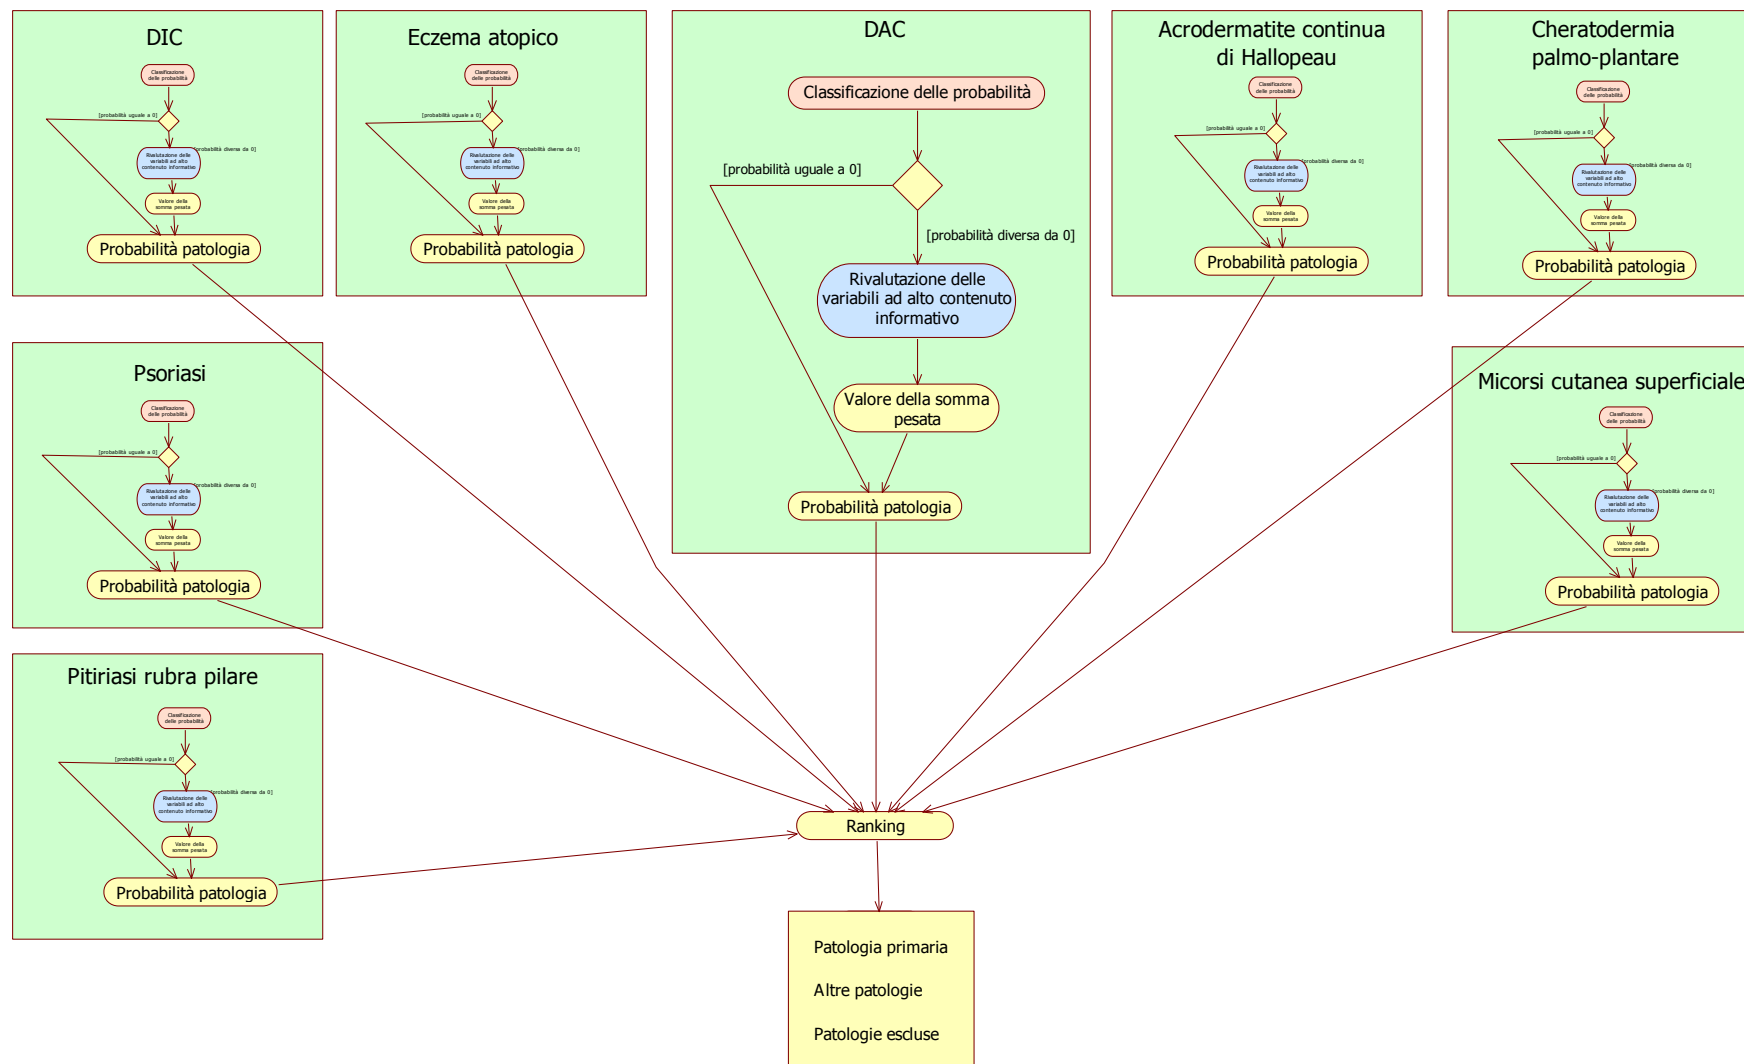 DIC
Classificazione
delle probabilità
[probabilità uguale a 0]
[probabilità diversa da 0]
Rivalutazione delle
variabili ad alto
contenuto informativo
Valore della
somma pesata
Probabilità patologia
Eczema atopico
Classificazione
delle probabilità
[probabilità uguale a 0]
[probabilità diversa da 0]
Rivalutazione delle
variabili ad alto
contenuto informativo
Valore della
somma pesata
Probabilità patologia
DAC
Classificazione delle probabilità
[probabilità uguale a 0]
[probabilità diversa da 0]
Rivalutazione delle
variabili ad alto contenuto
informativo
Valore della somma
pesata
Probabilità patologia
Acrodermatite continua
di Hallopeau
Classificazione
delle probabilità
[probabilità uguale a 0]
[probabilità diversa da 0]
Rivalutazione delle
variabili ad alto
contenuto informativo
Valore della
somma pesata
Probabilità patologia
Cheratodermia
palmo-plantare
Classificazione
delle probabilità
[probabilità uguale a 0]
[probabilità diversa da 0]
Rivalutazione delle
variabili ad alto
contenuto informativo
Valore della
somma pesata
Probabilità patologia
Psoriasi
Classificazione
delle probabilità
[probabilità uguale a 0]
[probabilità diversa da 0]
Rivalutazione delle
variabili ad alto
contenuto informativo
Valore della
somma pesata
Probabilità patologia
Micorsi cutanea superficiale
Classificazione
delle probabilità
[probabilità uguale a 0]
[probabilità diversa da 0]
Rivalutazione delle
variabili ad alto
contenuto informativo
Valore della
somma pesata
Probabilità patologia
Pitiriasi rubra pilare
Classificazione
delle probabilità
[probabilità uguale a 0]
[probabilità diversa da 0]
Rivalutazione delle
variabili ad alto
contenuto informativo
Valore della
somma pesata
Probabilità patologia
Ranking
Patologia primaria
Altre patologie
Patologie escluse